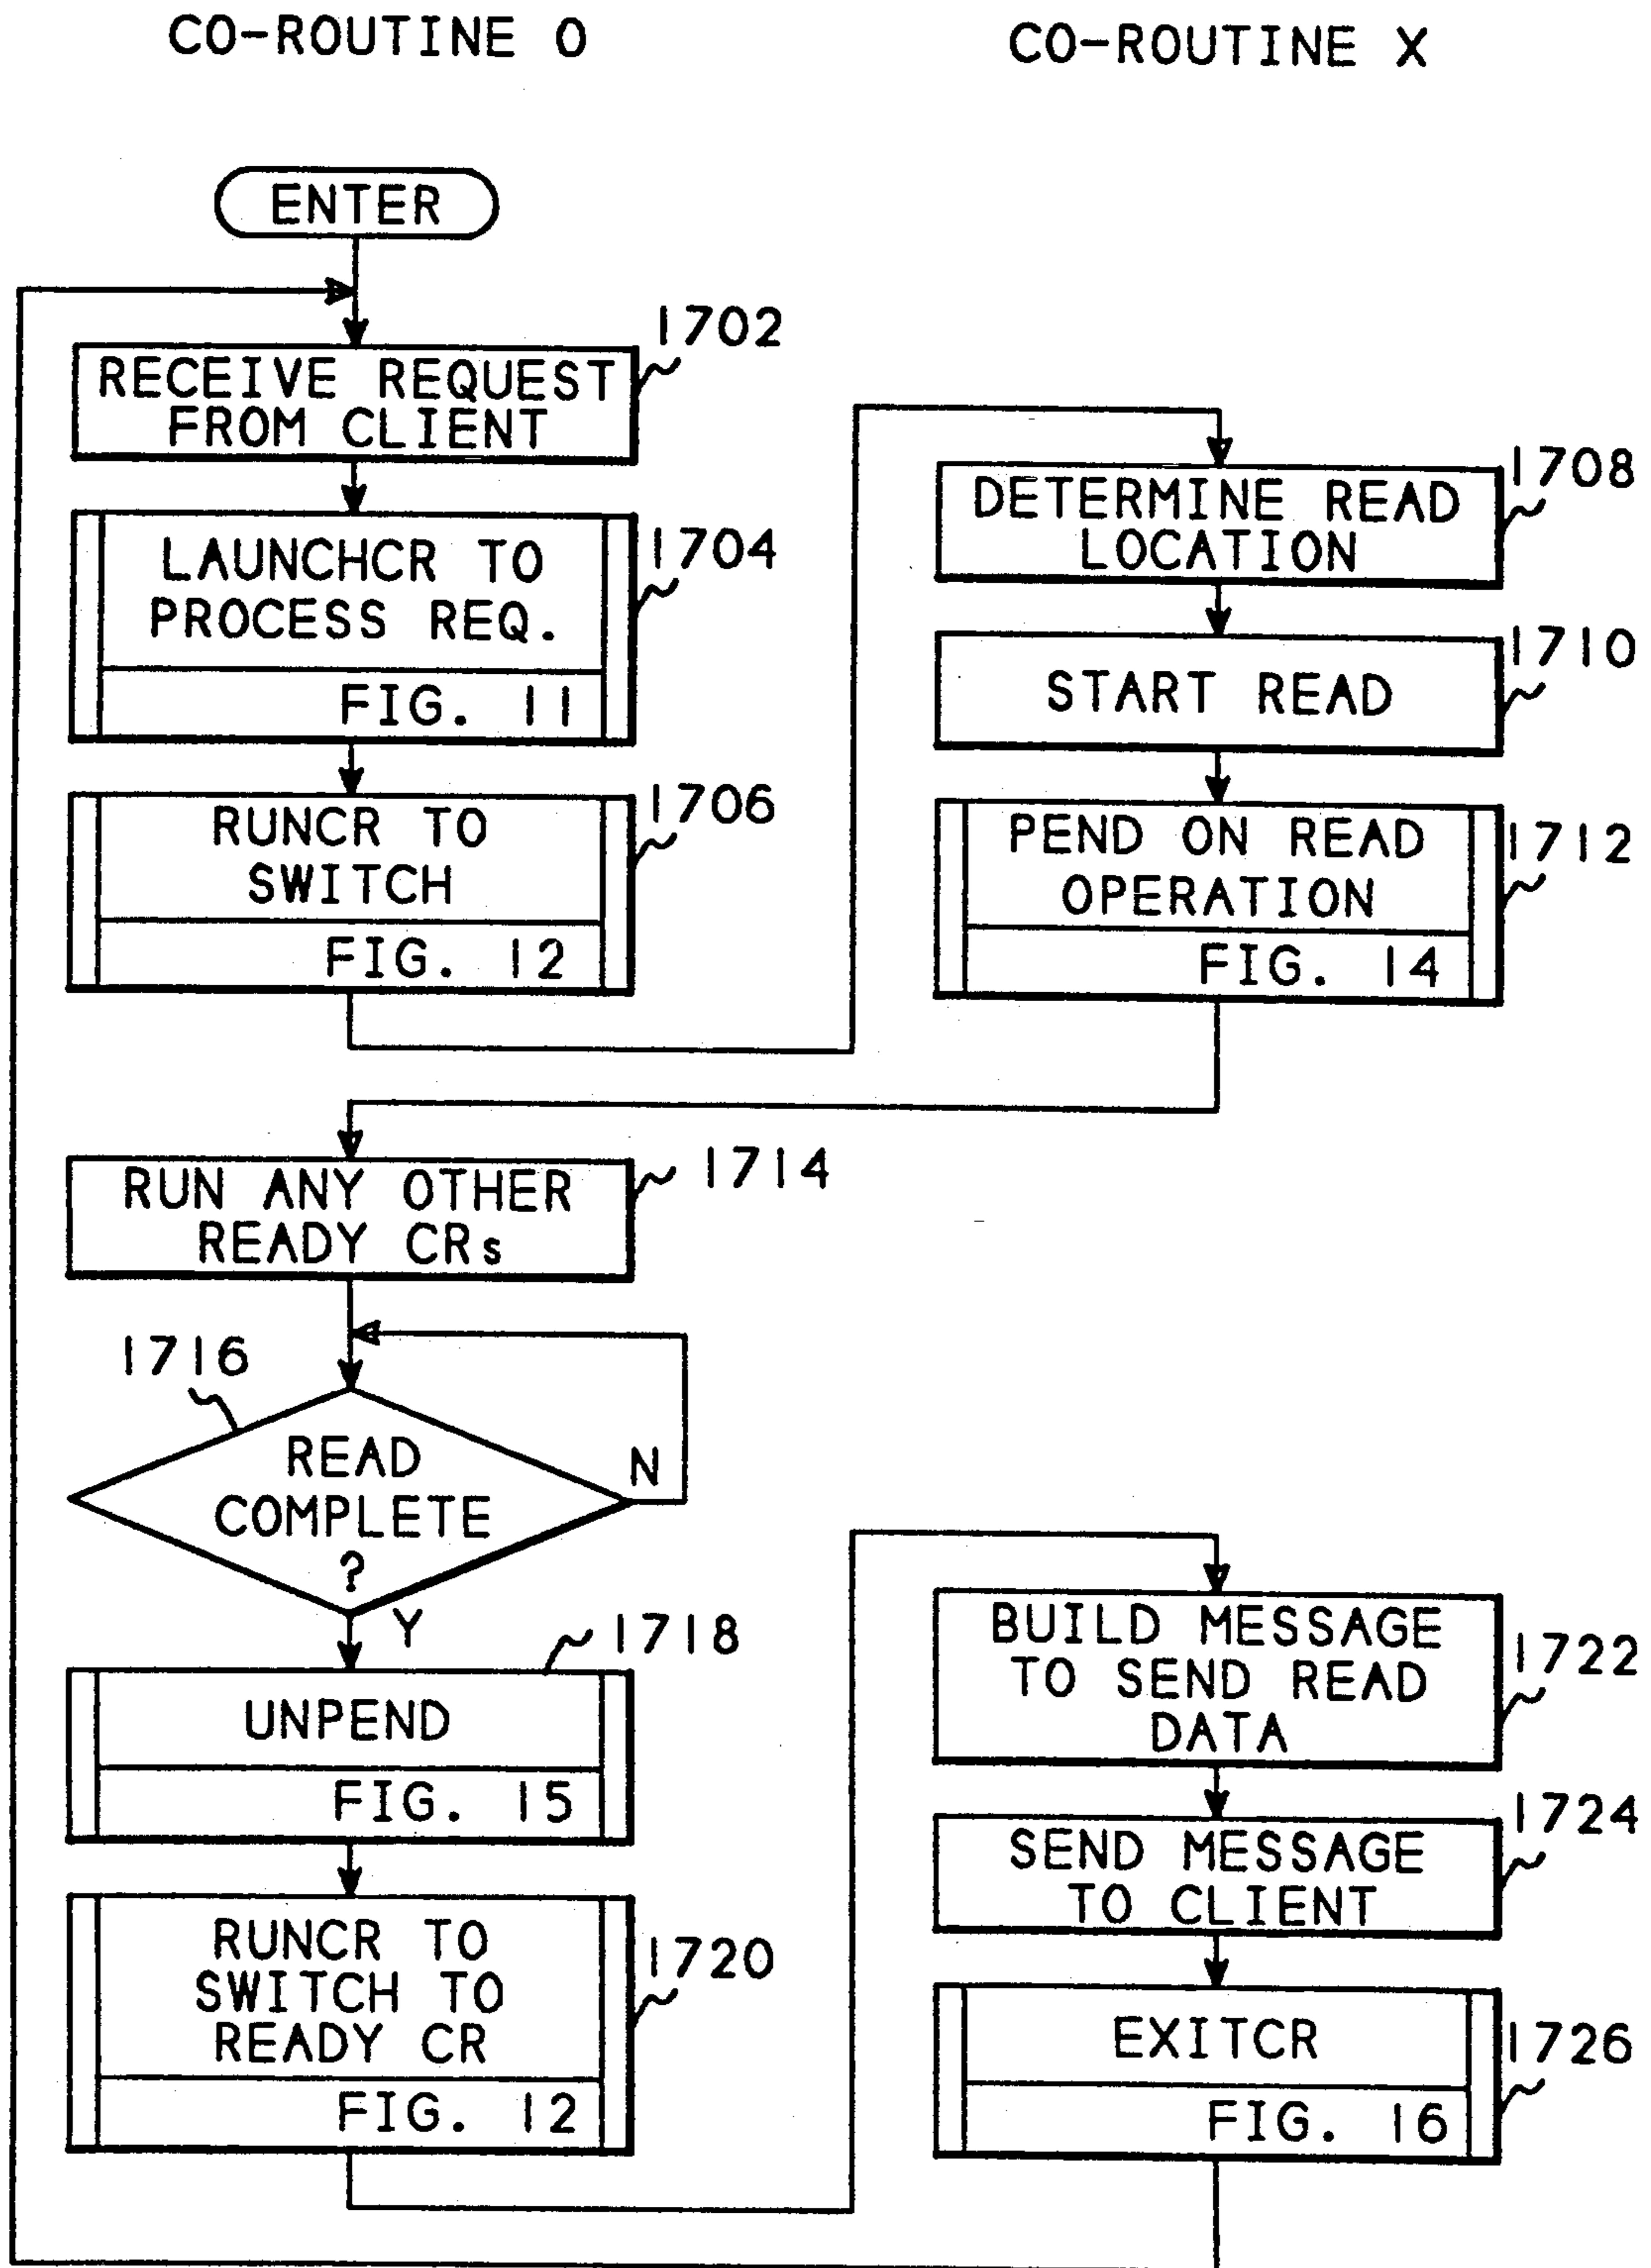 CO-ROUTINE 0
CO-ROUTINE X
ENTER
1702
RECEIVE REQUEST
FROM CLIENT
1704
LAUNCHCR TO
PROCESS REQ.
FIG. 11
1706
RUNCR TO
SWITCH
FIG. 12
1708
DETERMINE READ
LOCATION
1710
START READ
1712
PEND ON READ
OPERATION
FIG. 14
1714
RUN ANY OTHER
READY CRs
1716
READ
COMPLETE
?
N
Y
1718
UNPEND
FIG. 15
1720
RUNCR TO
SWITCH TO
READY CR
FIG. 12
1722
BUILD MESSAGE
TO SEND READ
DATA
1724
SEND MESSAGE
TO CLIENT
1726
EXITCR
FIG. 16